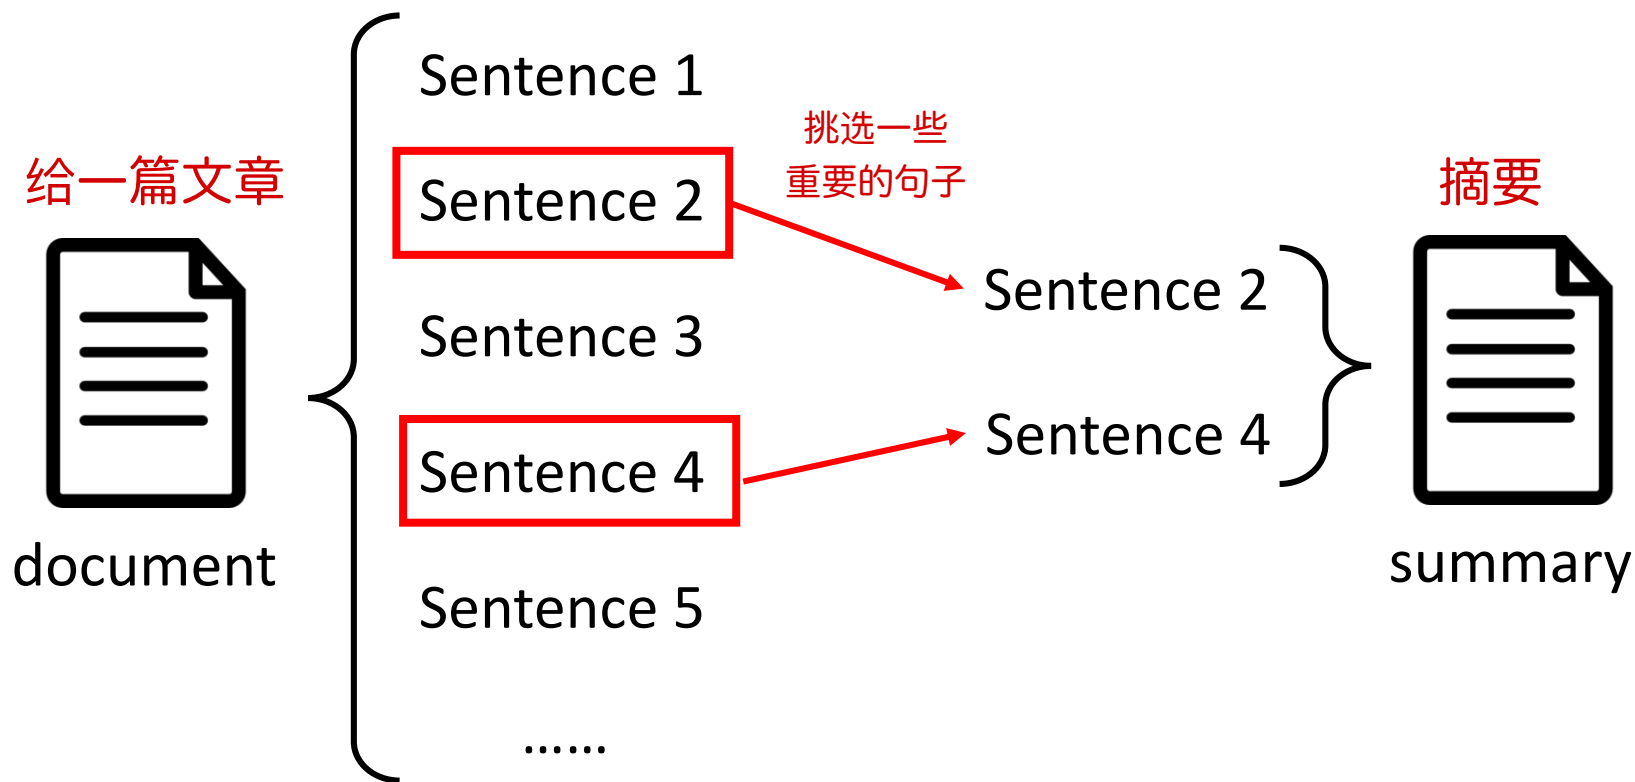 给一篇文章
document
Sentence 1
Sentence 2
Sentence 3
Sentence 4
Sentence 5
······
挑选一些
重要的句子
Sentence 2
Sentence 4
摘要
summary